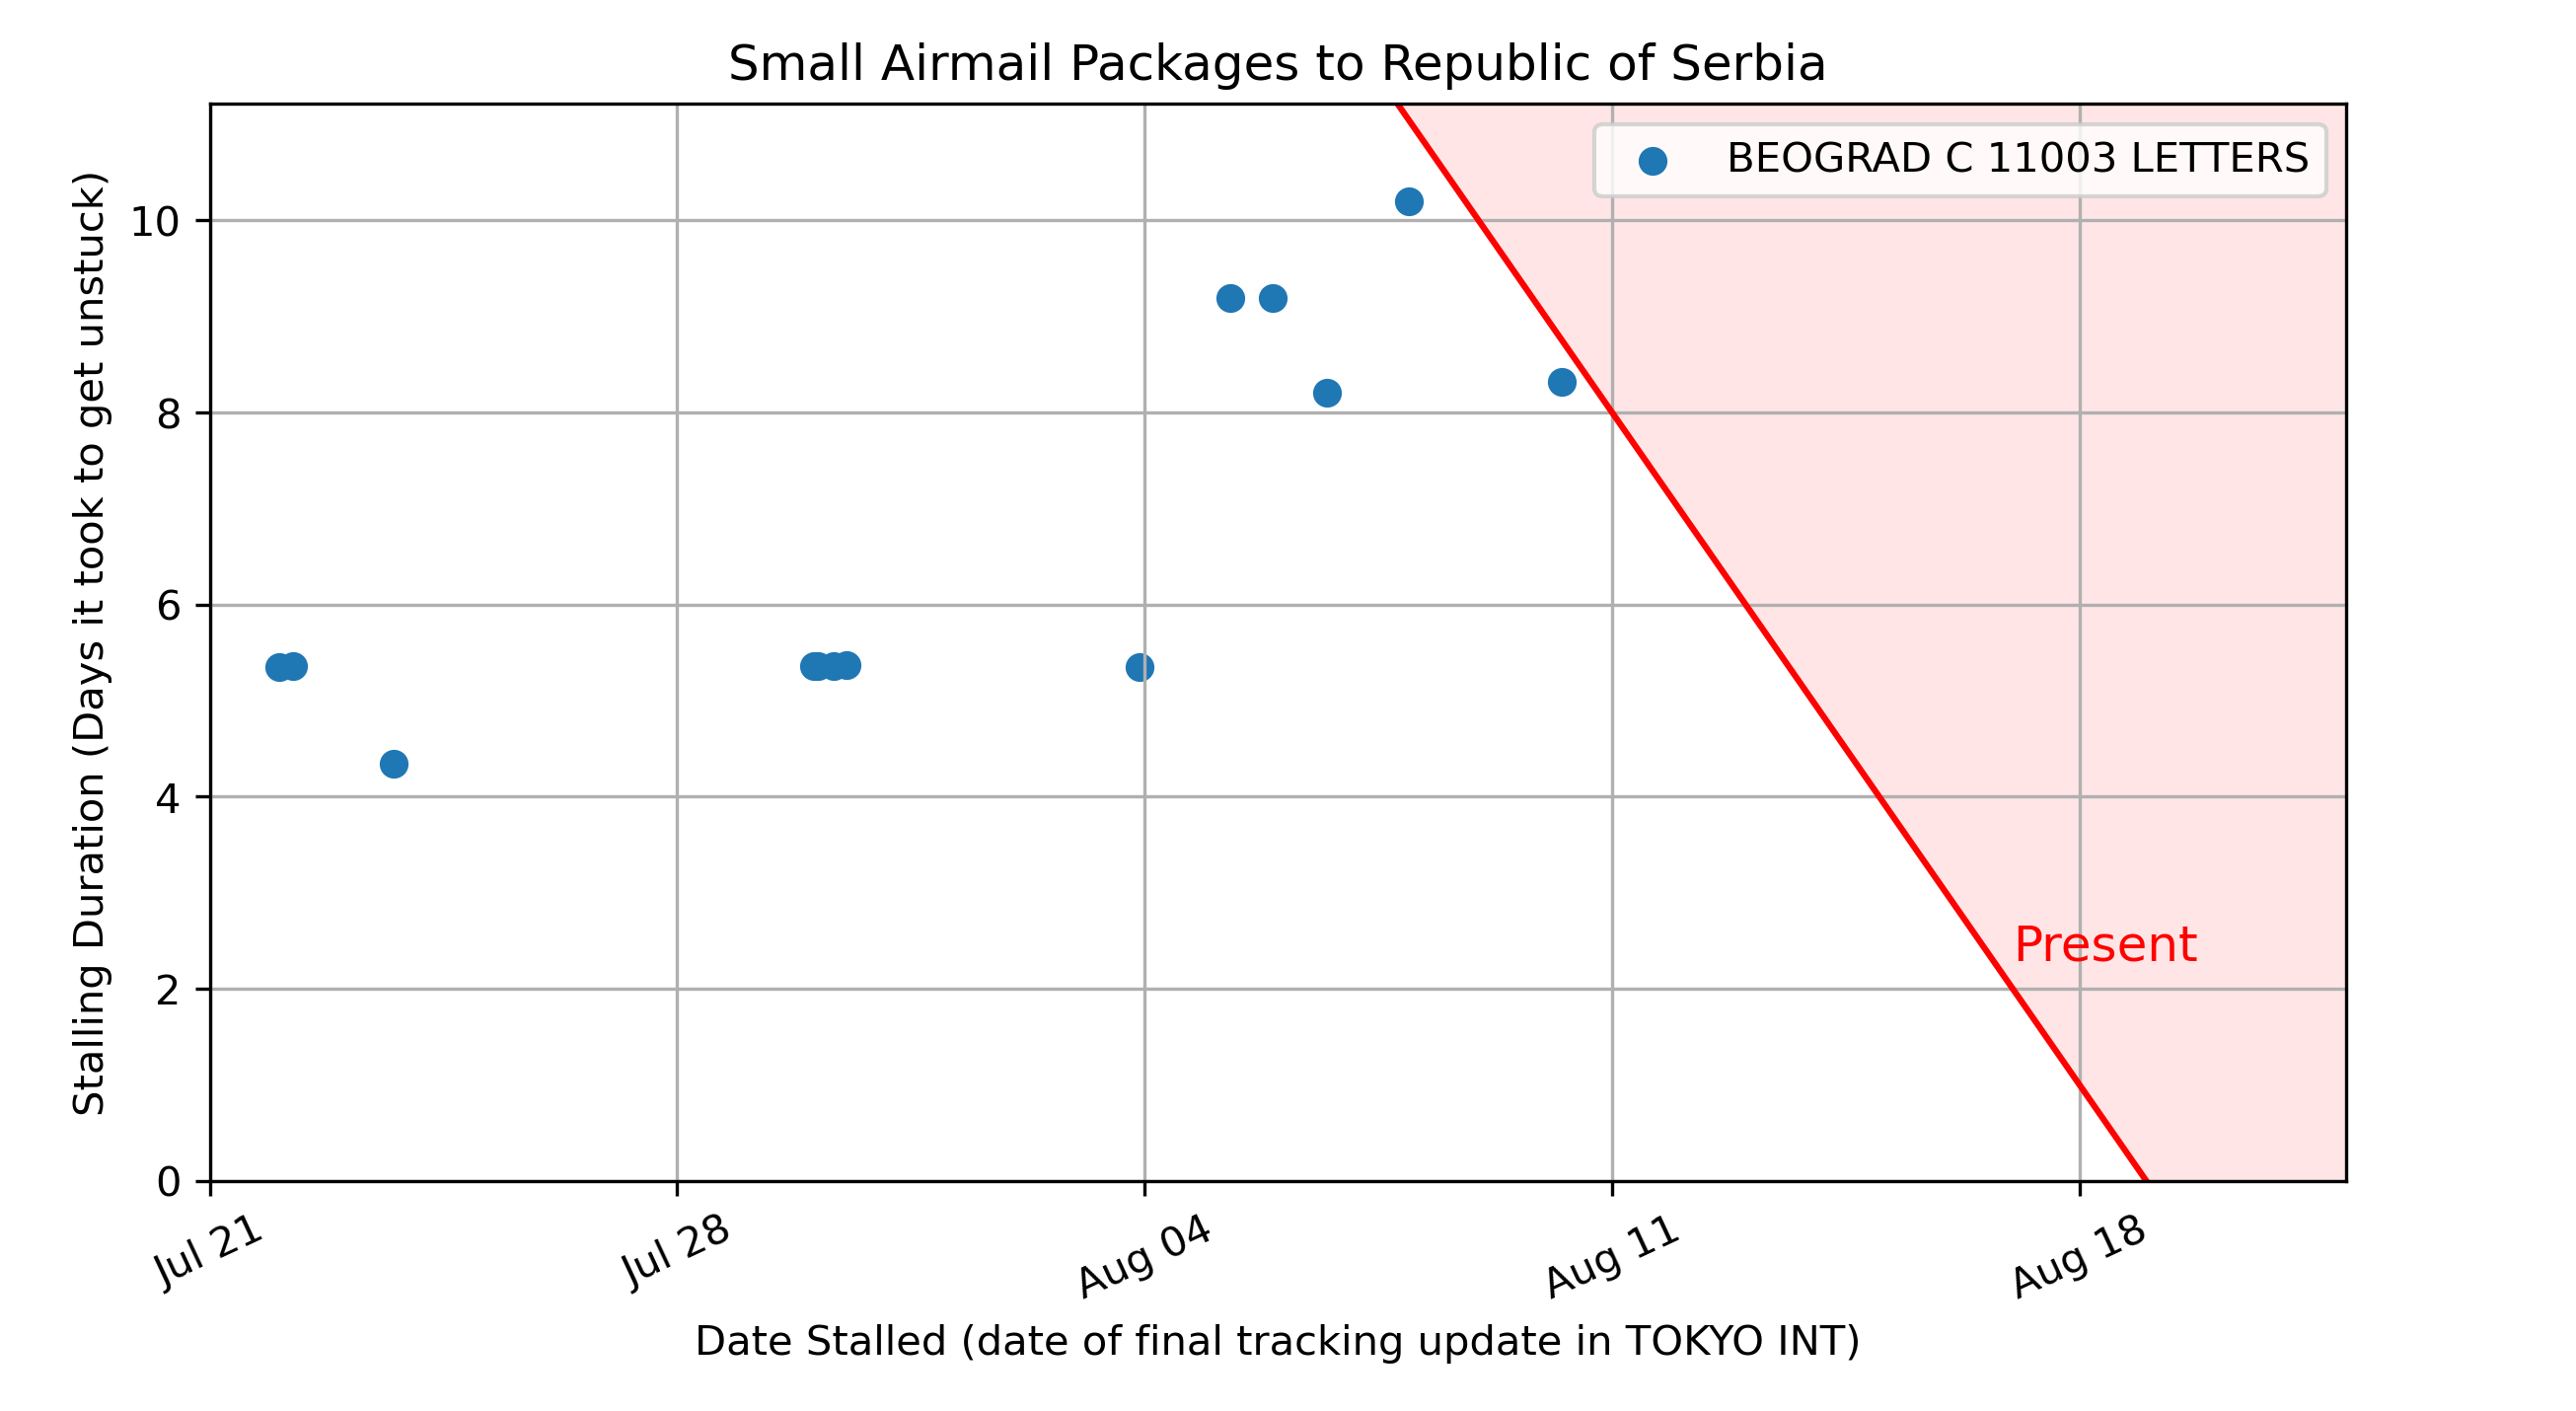 Small Airmail Packages to Republic of Serbia
BEOGRAD C 11003 LETTERS
Stalling Duration (Days it took to get unstuck)
10
8
6
4
2
0
Present
Jul 21
Jul 28
Aug 04
Aug 11
Aug 18
Date Stalled (date of final tracking update in TOKYO INT)